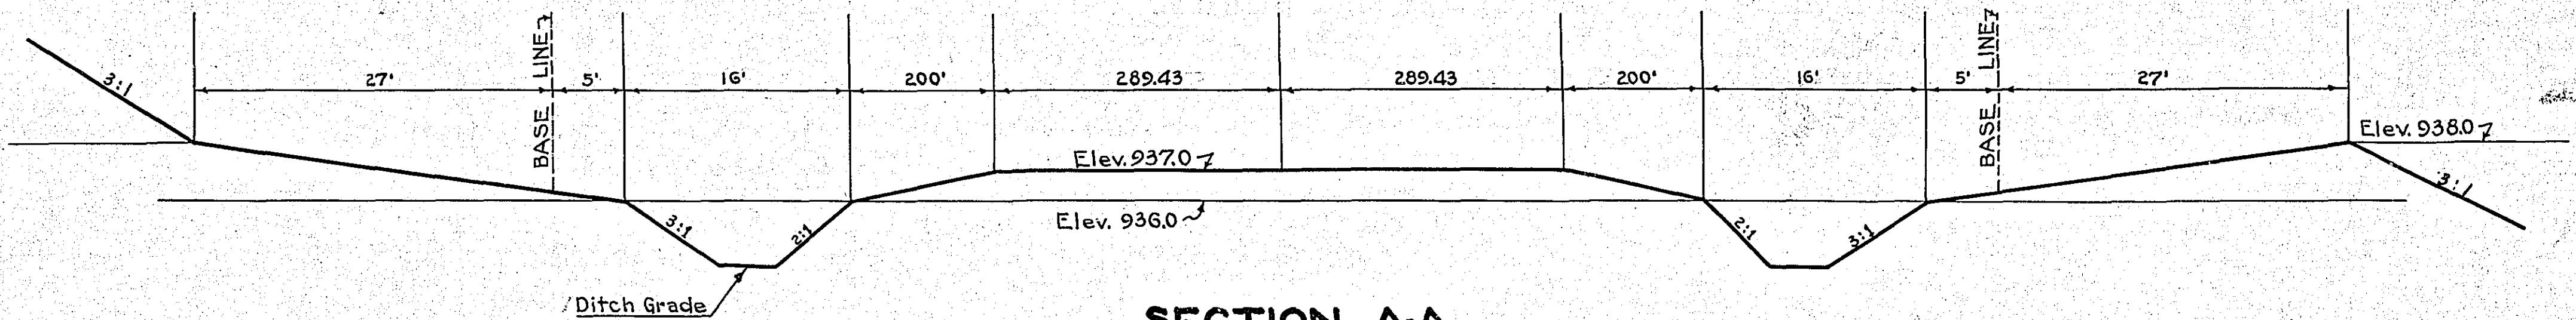 3:1
27'
BASE LINE
5'
16'
200'
289.43
289.43
200'
16'
5'
BASE LINE
27'
Elev. 938.0
3:1
Elev. 937.0
Elev. 936.0
3:1
2:1
2:1
3:1
Ditch Grade
SECTION A-A